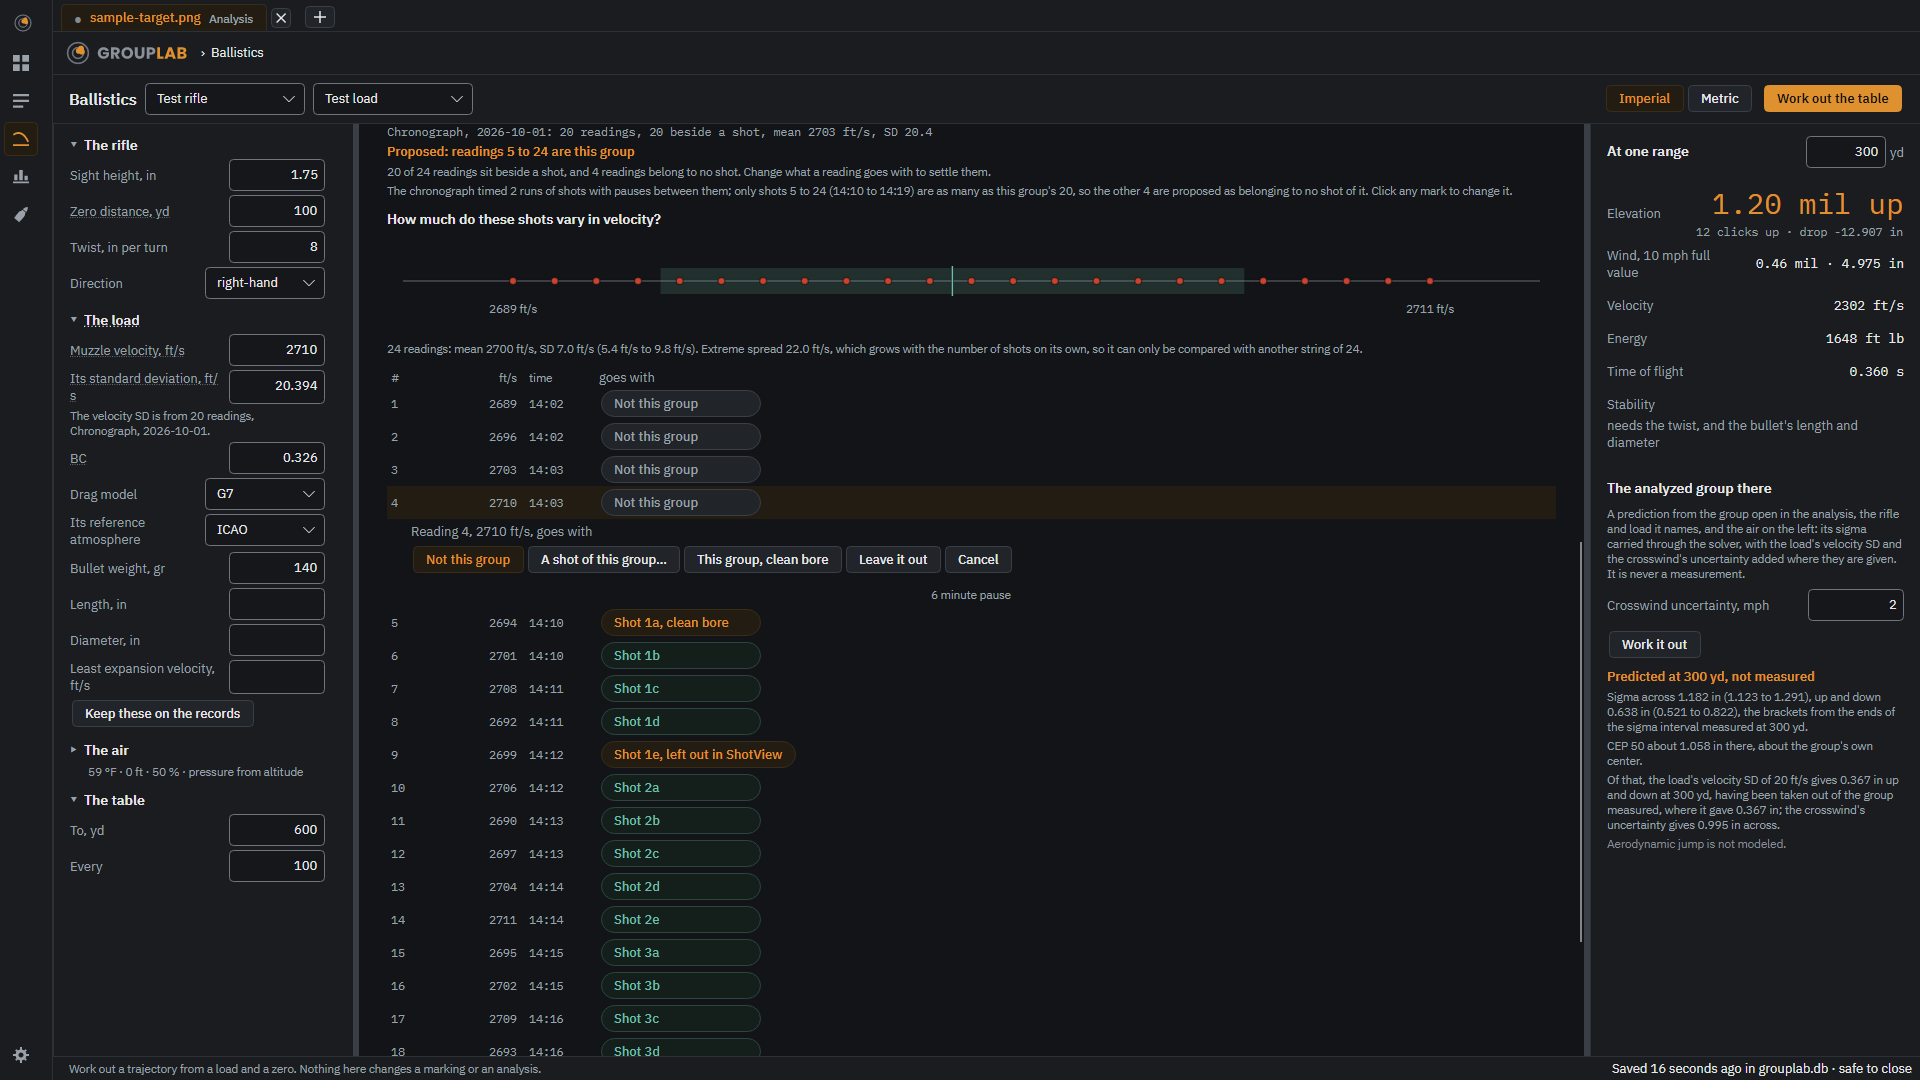 sample-target.png Analysis
GROUPLAB › Ballistics
Ballistics
Test rifle
Test load
Imperial
Metric
Work out the table
The rifle
Sight height, in 1.75
Zero distance, yd 100
Twist, in per turn 8
Direction right-hand
The load
Muzzle velocity, ft/s 2710
Its standard deviation, ft/
s 20.394
The velocity SD is from 20 readings,
Chronograph, 2026-10-01.
BC 0.326
Drag model G7
Its reference
atmosphere ICAO
Bullet weight, gr 140
Length, in
Diameter, in
Least expansion velocity,
ft/s
Keep these on the records
The air
59 °F · 0 ft · 50 % · pressure from altitude
The table
To, yd 600
Every 100
Chronograph, 2026-10-01: 20 readings, 20 beside a shot, mean 2703 ft/s, SD 20.4
Proposed: readings 5 to 24 are this group
20 of 24 readings sit beside a shot, and 4 readings belong to no shot. Change what a reading goes with to settle them.
The chronograph timed 2 runs of shots with pauses between them; only shots 5 to 24 (14:10 to 14:19) are as many as this group's 20, so the other 4 are proposed as belonging to no shot of it. Click any mark to change it.
How much do these shots vary in velocity?
2689 ft/s 2711 ft/s
24 readings: mean 2700 ft/s, SD 7.0 ft/s (5.4 ft/s to 9.8 ft/s). Extreme spread 22.0 ft/s, which grows with the number of shots on its own, so it can only be compared with another string of 24.
# ft/s time goes with
1 2689 14:02 Not this group
2 2696 14:02 Not this group
3 2703 14:03 Not this group
4 2710 14:03 Not this group
Reading 4, 2710 ft/s, goes with
Not this group A shot of this group... This group, clean bore Leave it out Cancel
6 minute pause
5 2694 14:10 Shot 1a, clean bore
6 2701 14:10 Shot 1b
7 2708 14:11 Shot 1c
8 2692 14:11 Shot 1d
9 2699 14:12 Shot 1e, left out in ShotView
10 2706 14:12 Shot 2a
11 2690 14:13 Shot 2b
12 2697 14:13 Shot 2c
13 2704 14:14 Shot 2d
14 2711 14:14 Shot 2e
15 2695 14:15 Shot 3a
16 2702 14:15 Shot 3b
17 2709 14:16 Shot 3c
18 2693 14:16 Shot 3d
At one range 300 yd
Elevation 1.20 mil up
12 clicks up · drop -12.907 in
Wind, 10 mph full
value 0.46 mil · 4.975 in
Velocity 2302 ft/s
Energy 1648 ft lb
Time of flight 0.360 s
Stability
needs the twist, and the bullet's length and
diameter
The analyzed group there
A prediction from the group open in the analysis, the rifle
and load it names, and the air on the left: its sigma
carried through the solver, with the load's velocity SD and
the crosswind's uncertainty added where they are given.
It is never a measurement.
Crosswind uncertainty, mph 2
Work it out
Predicted at 300 yd, not measured
Sigma across 1.182 in (1.123 to 1.291), up and down
0.638 in (0.521 to 0.822), the brackets from the ends of
the sigma interval measured at 300 yd.
CEP 50 about 1.058 in there, about the group's own
center.
Of that, the load's velocity SD of 20 ft/s gives 0.367 in up
and down at 300 yd, having been taken out of the group
measured, where it gave 0.367 in; the crosswind's
uncertainty gives 0.995 in across.
Aerodynamic jump is not modeled.
Work out a trajectory from a load and a zero. Nothing here changes a marking or an analysis.
Saved 16 seconds ago in grouplab.db · safe to close